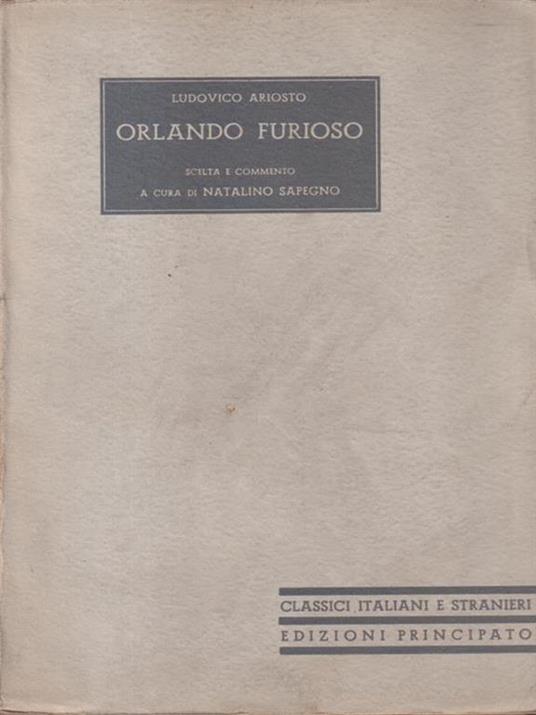 LUDOVICO ARIOSTO
ORLANDO FURIOSO
SCELTA E COMMENTO
A CURA DI NATALINO SAPEGNO
CLASSICI ITALIANI E STRANIERI
EDIZIONI PRINCIPATO